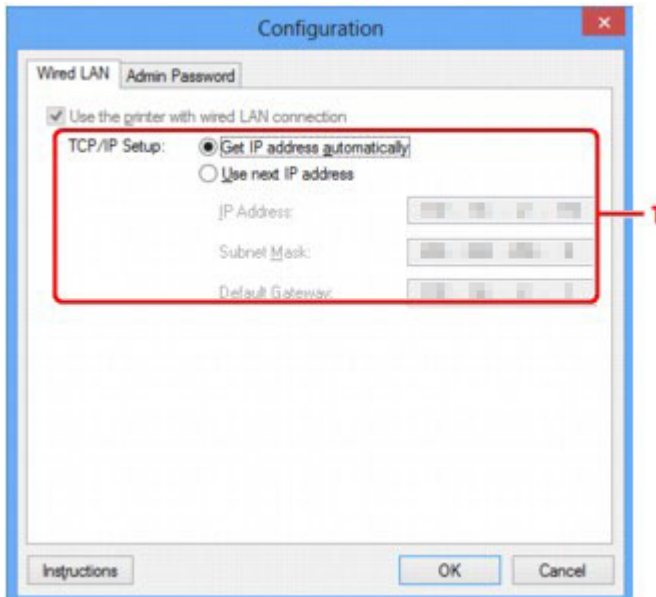 Configuration
Wired LAN Admin Password
Use the printer with wired LAN connection
TCP/IP Setup: Get IP address automatically
Use next IP address
IP Address:
1
Subnet Mask:
Default Gateway:
Instructions OK Cancel